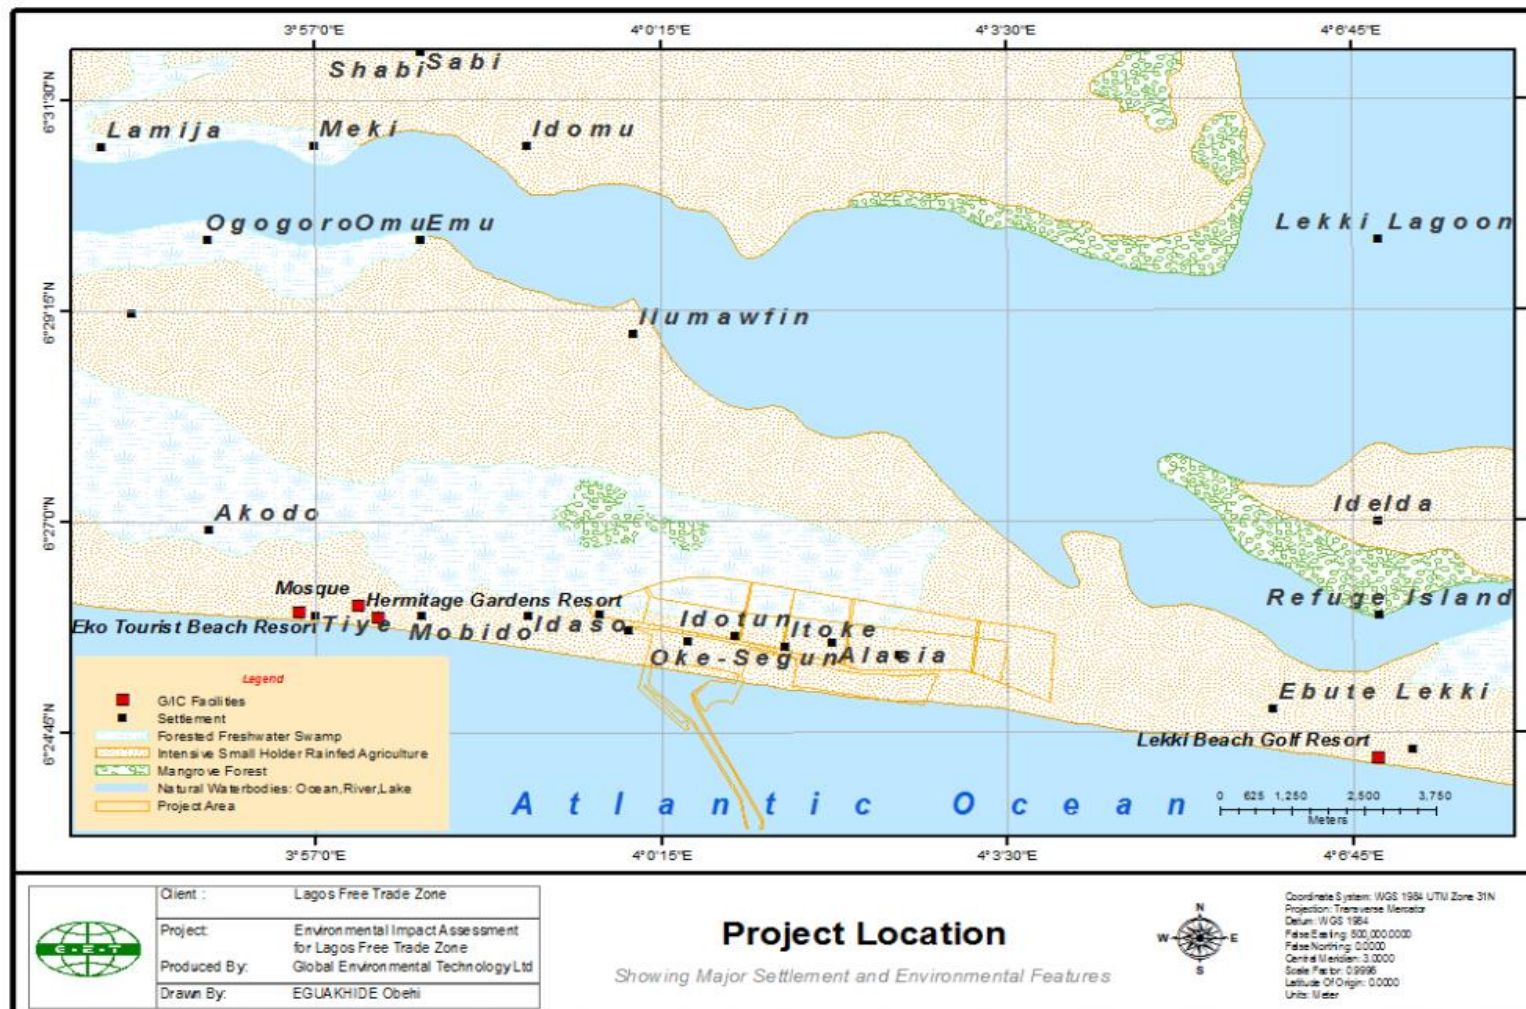 3°57'0"E 4°0'15"E 4°3'30"E 4°6'45"E
6°31'30"N
6°29'15"N
6°27'0"N
6°24'45"N
Shabi Sabi
Lamija Meki Idomu
Ogogoro Omu Emu Lekki Lagoon
Ilumawfin
Akodo Idelda
Mosque
Hermitage Gardens Resort Refuge Island
Eko Tourist Beach Resort Tiye Mobido Idaso Idotun Itoke
Oke-Segun Alasia
Ebute Lekki
Lekki Beach Golf Resort
Atlantic Ocean
0 625 1,250 2,500 3,750
Meters
Legend
G/IC Facilities
Settlement
Forested Freshwater Swamp
Intensive Small Holder Rainfed Agriculture
Mangrove Forest
Natural Waterbodies: Ocean,River,Lake
Project Area
3°57'0"E 4°0'15"E 4°3'30"E 4°6'45"E
G-E-T
Client : Lagos Free Trade Zone
Project: Environmental Impact Assessment
for Lagos Free Trade Zone
Produced By: Global Environmental Technology Ltd
Drawn By: EGUAKHIDE Obehi
Project Location
Showing Major Settlement and Environmental Features
N
W E
S
Coordinate System: WGS 1984 UTM Zone 31N
Projection: Transverse Mercator
Datum: WGS 1984
False Easting: 500,000.0000
False Northing: 0.0000
Central Meridian: 3.0000
Scale Factor: 0.9996
Latitude Of Origin: 0.0000
Units: Meter